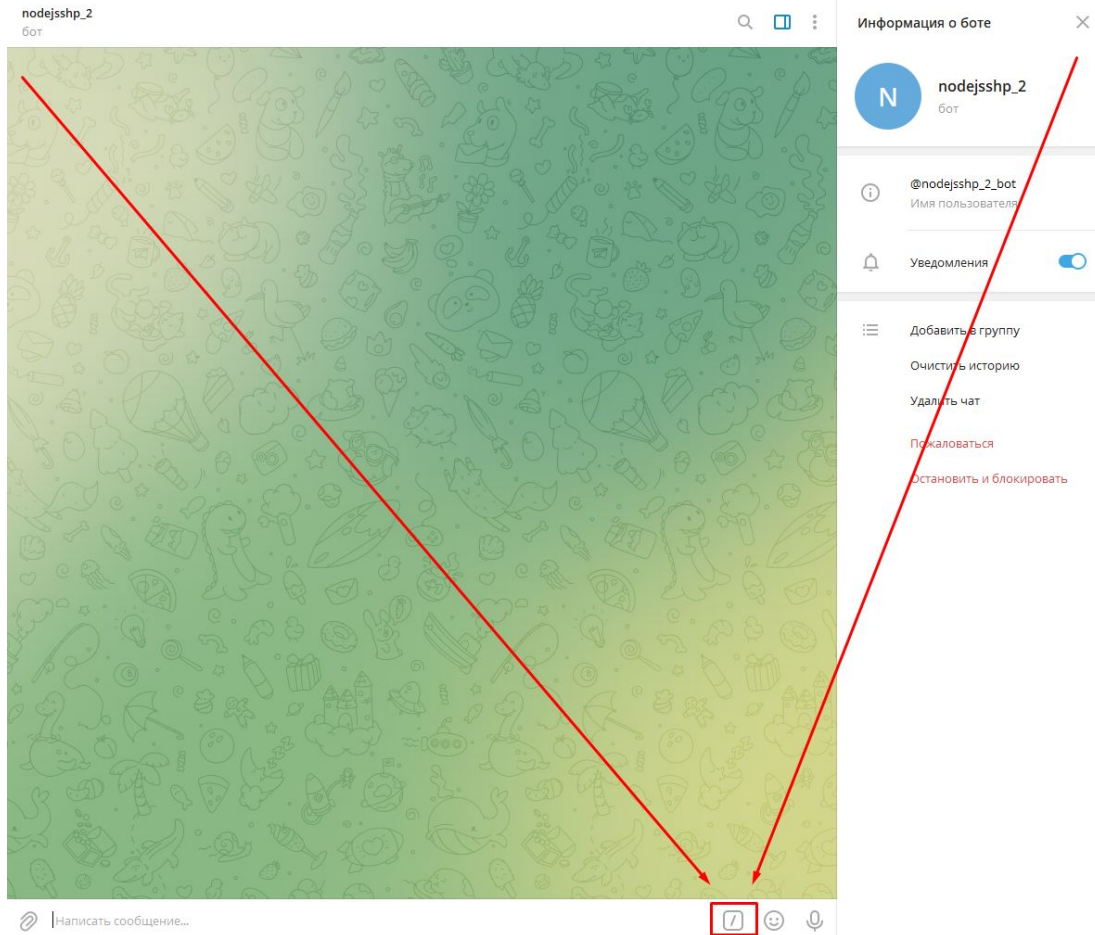 nodejsshp_2
бот
Информация о боте
N
nodejsshp_2
бот
@nodejsshp_2_bot
Имя пользователя
Уведомления
Добавить в группу
Очистить историю
Удалить чат
Пожаловаться
Остановить и блокировать
Написать сообщение...
/